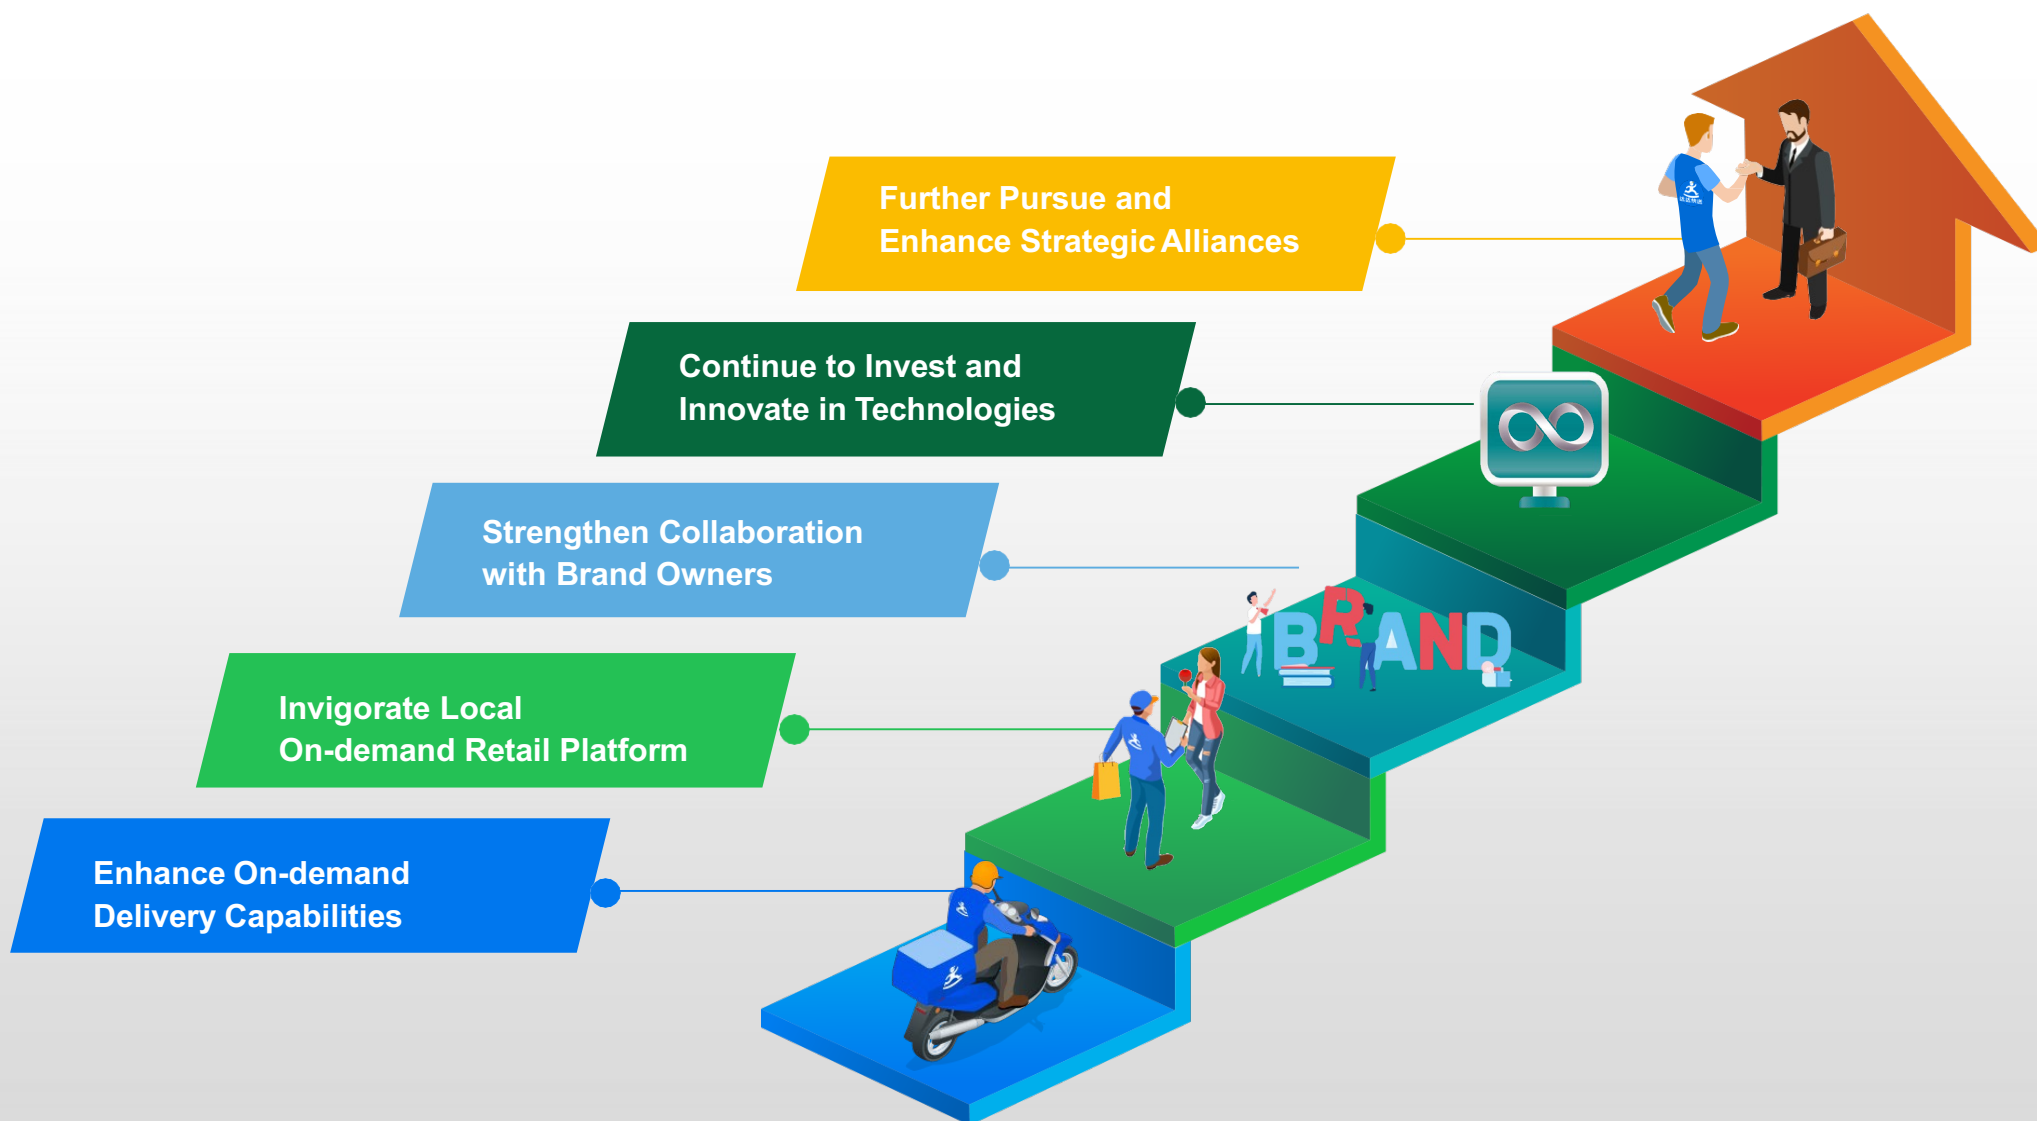 Further Pursue and
Enhance Strategic Alliances
Continue to Invest and
Innovate in Technologies
Strengthen Collaboration
with Brand Owners
BRAND
Invigorate Local
On-demand Retail Platform
Enhance On-demand
Delivery Capabilities